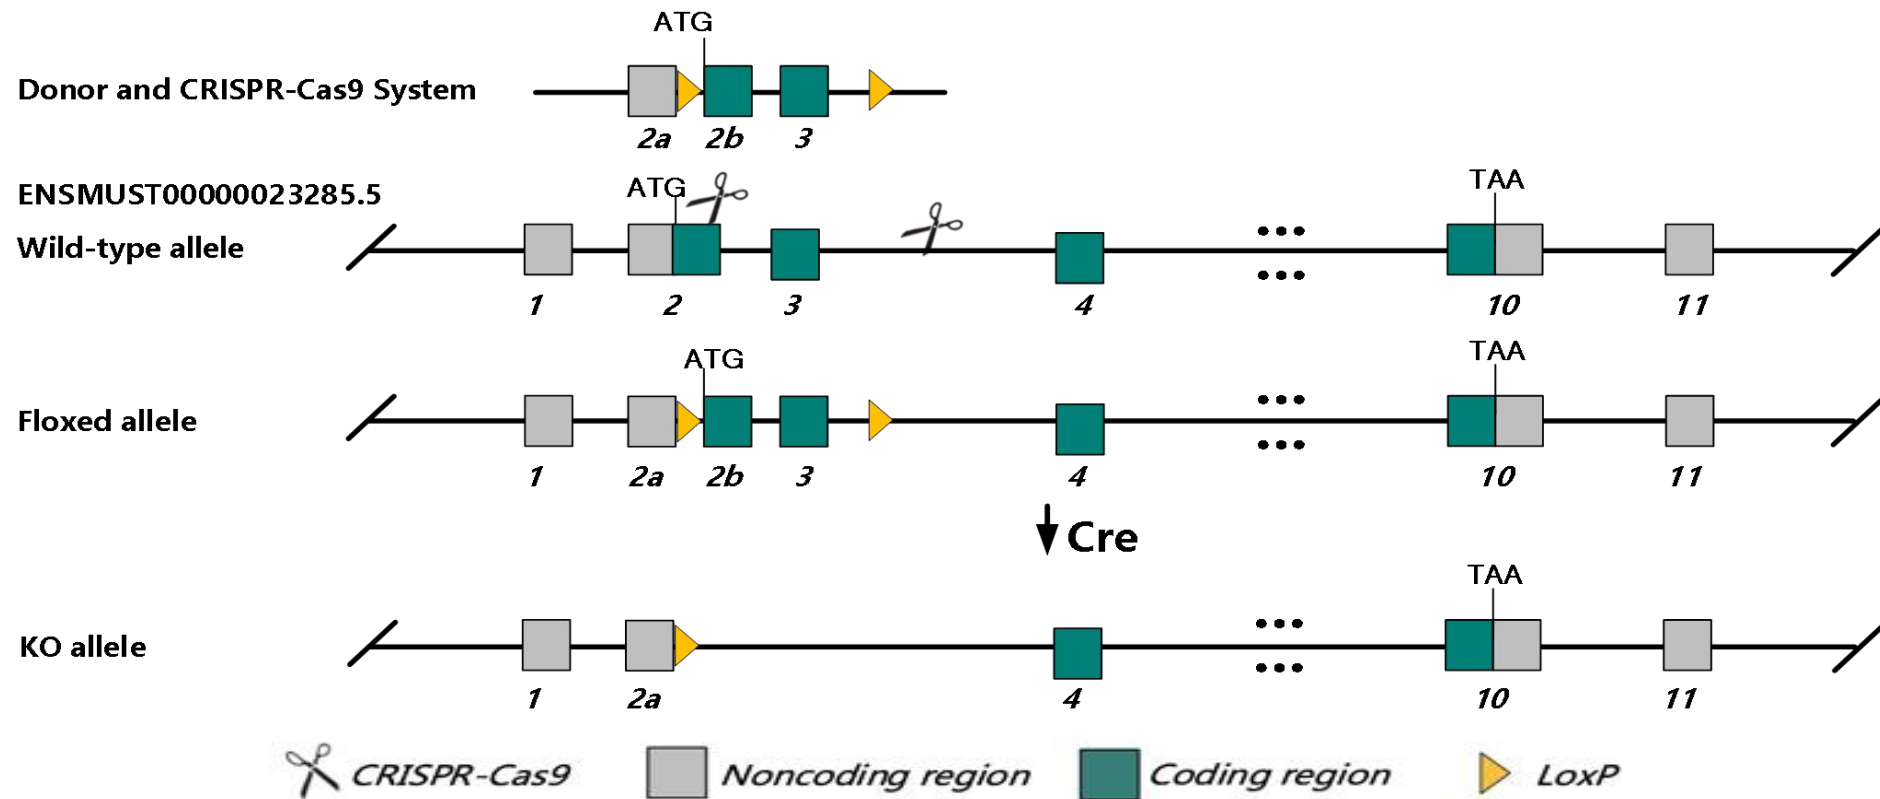 ATG
Donor and CRISPR-Cas9 System
2a 2b 3
ENSMUST00000023285.5
ATG TAA
Wild-type allele
1 2 3 4 10 11
ATG TAA
Floxed allele
1 2a 2b 3 4 10 11
Cre
TAA
KO allele
1 2a 4 10 11
CRISPR-Cas9 Noncoding region Coding region LoxP